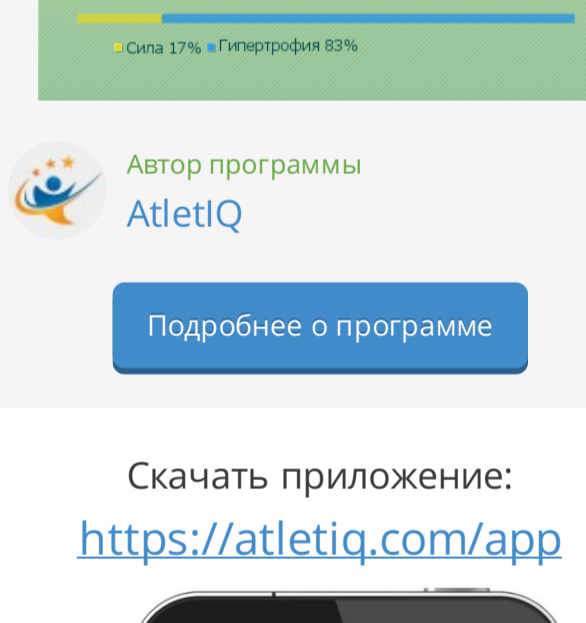 Сила 17% Гипертрофия 83%
Автор программы
AtletIQ
Подробнее о программе
Скачать приложение:
https://atletiq.com/app